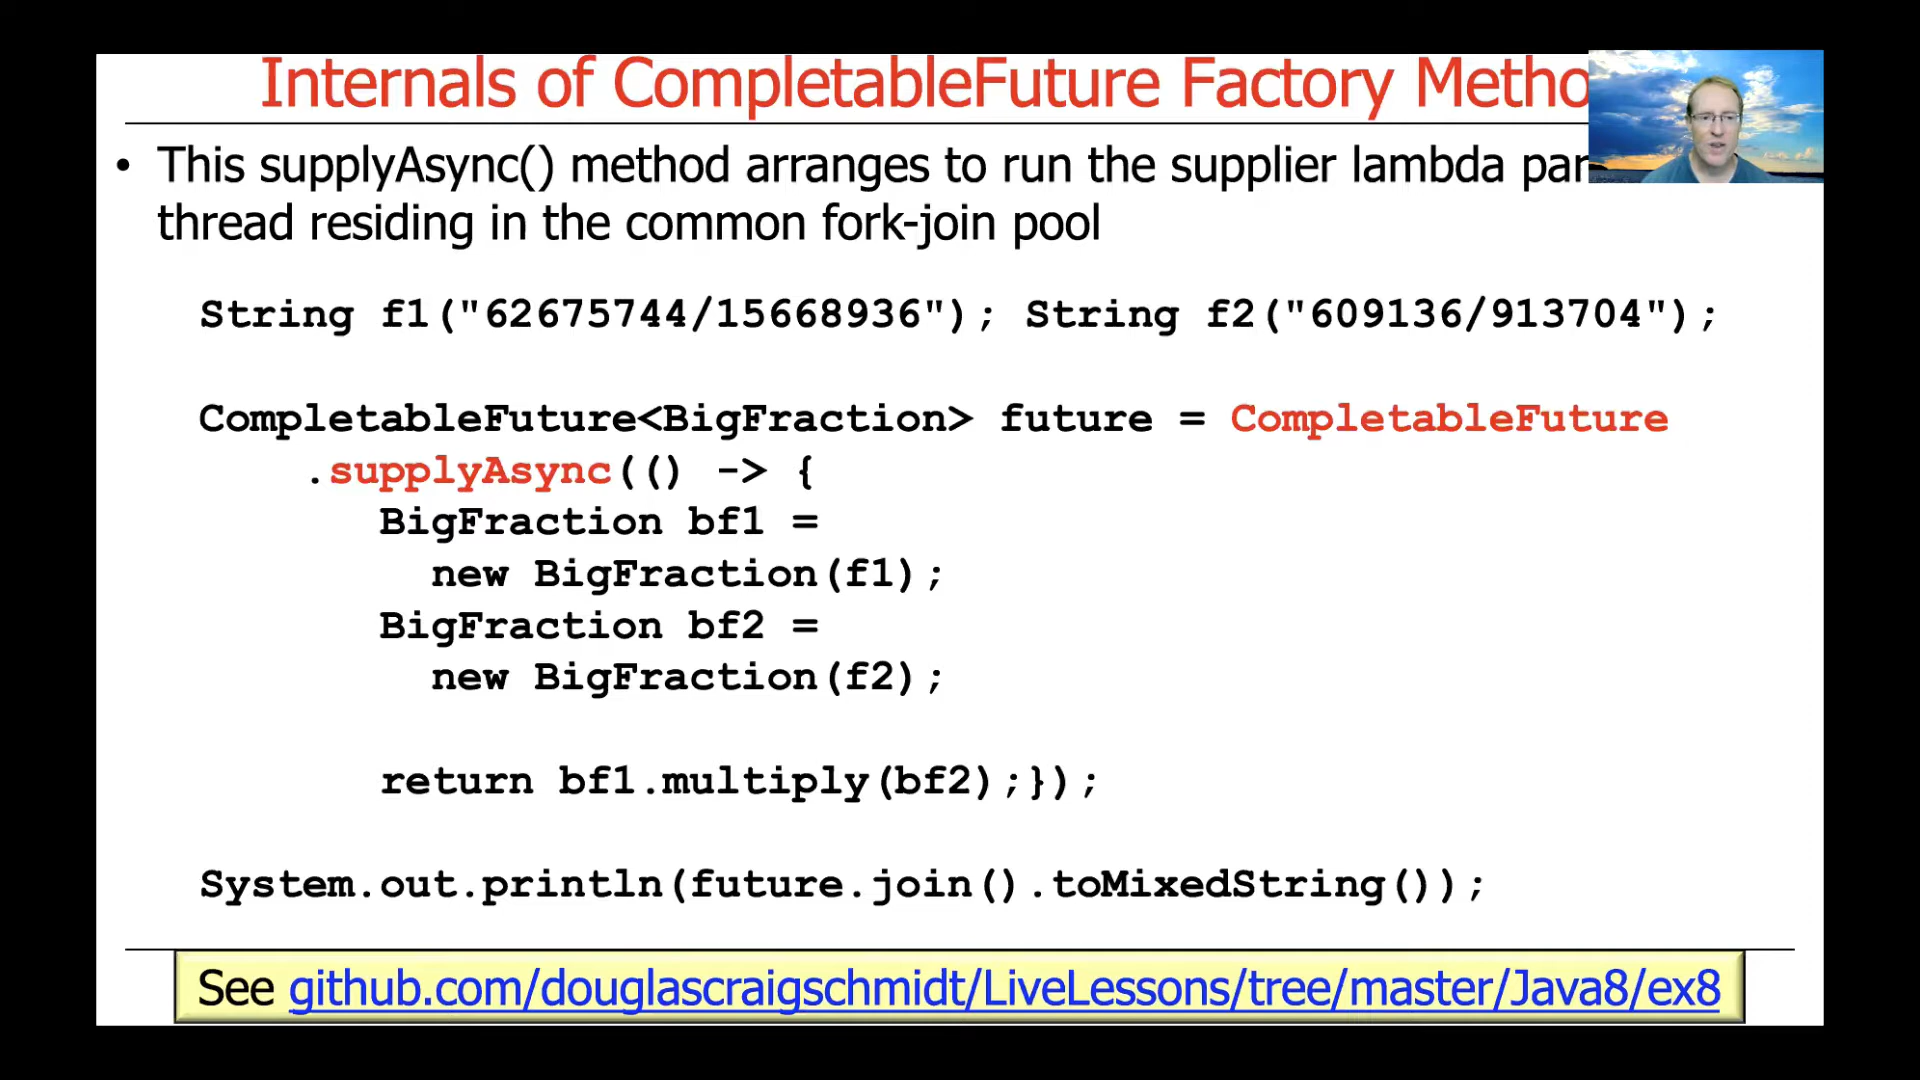 Internals of CompletableFuture Factory Metho
• This supplyAsync() method arranges to run the supplier lambda par
thread residing in the common fork-join pool
String f1("62675744/15668936"); String f2("609136/913704");
CompletableFuture<BigFraction> future = CompletableFuture
.supplyAsync(() -> {
BigFraction bf1 =
new BigFraction(f1);
BigFraction bf2 =
new BigFraction(f2);
return bf1.multiply(bf2);});
System.out.println(future.join().toMixedString());
See github.com/douglascraigschmidt/LiveLessons/tree/master/Java8/ex8